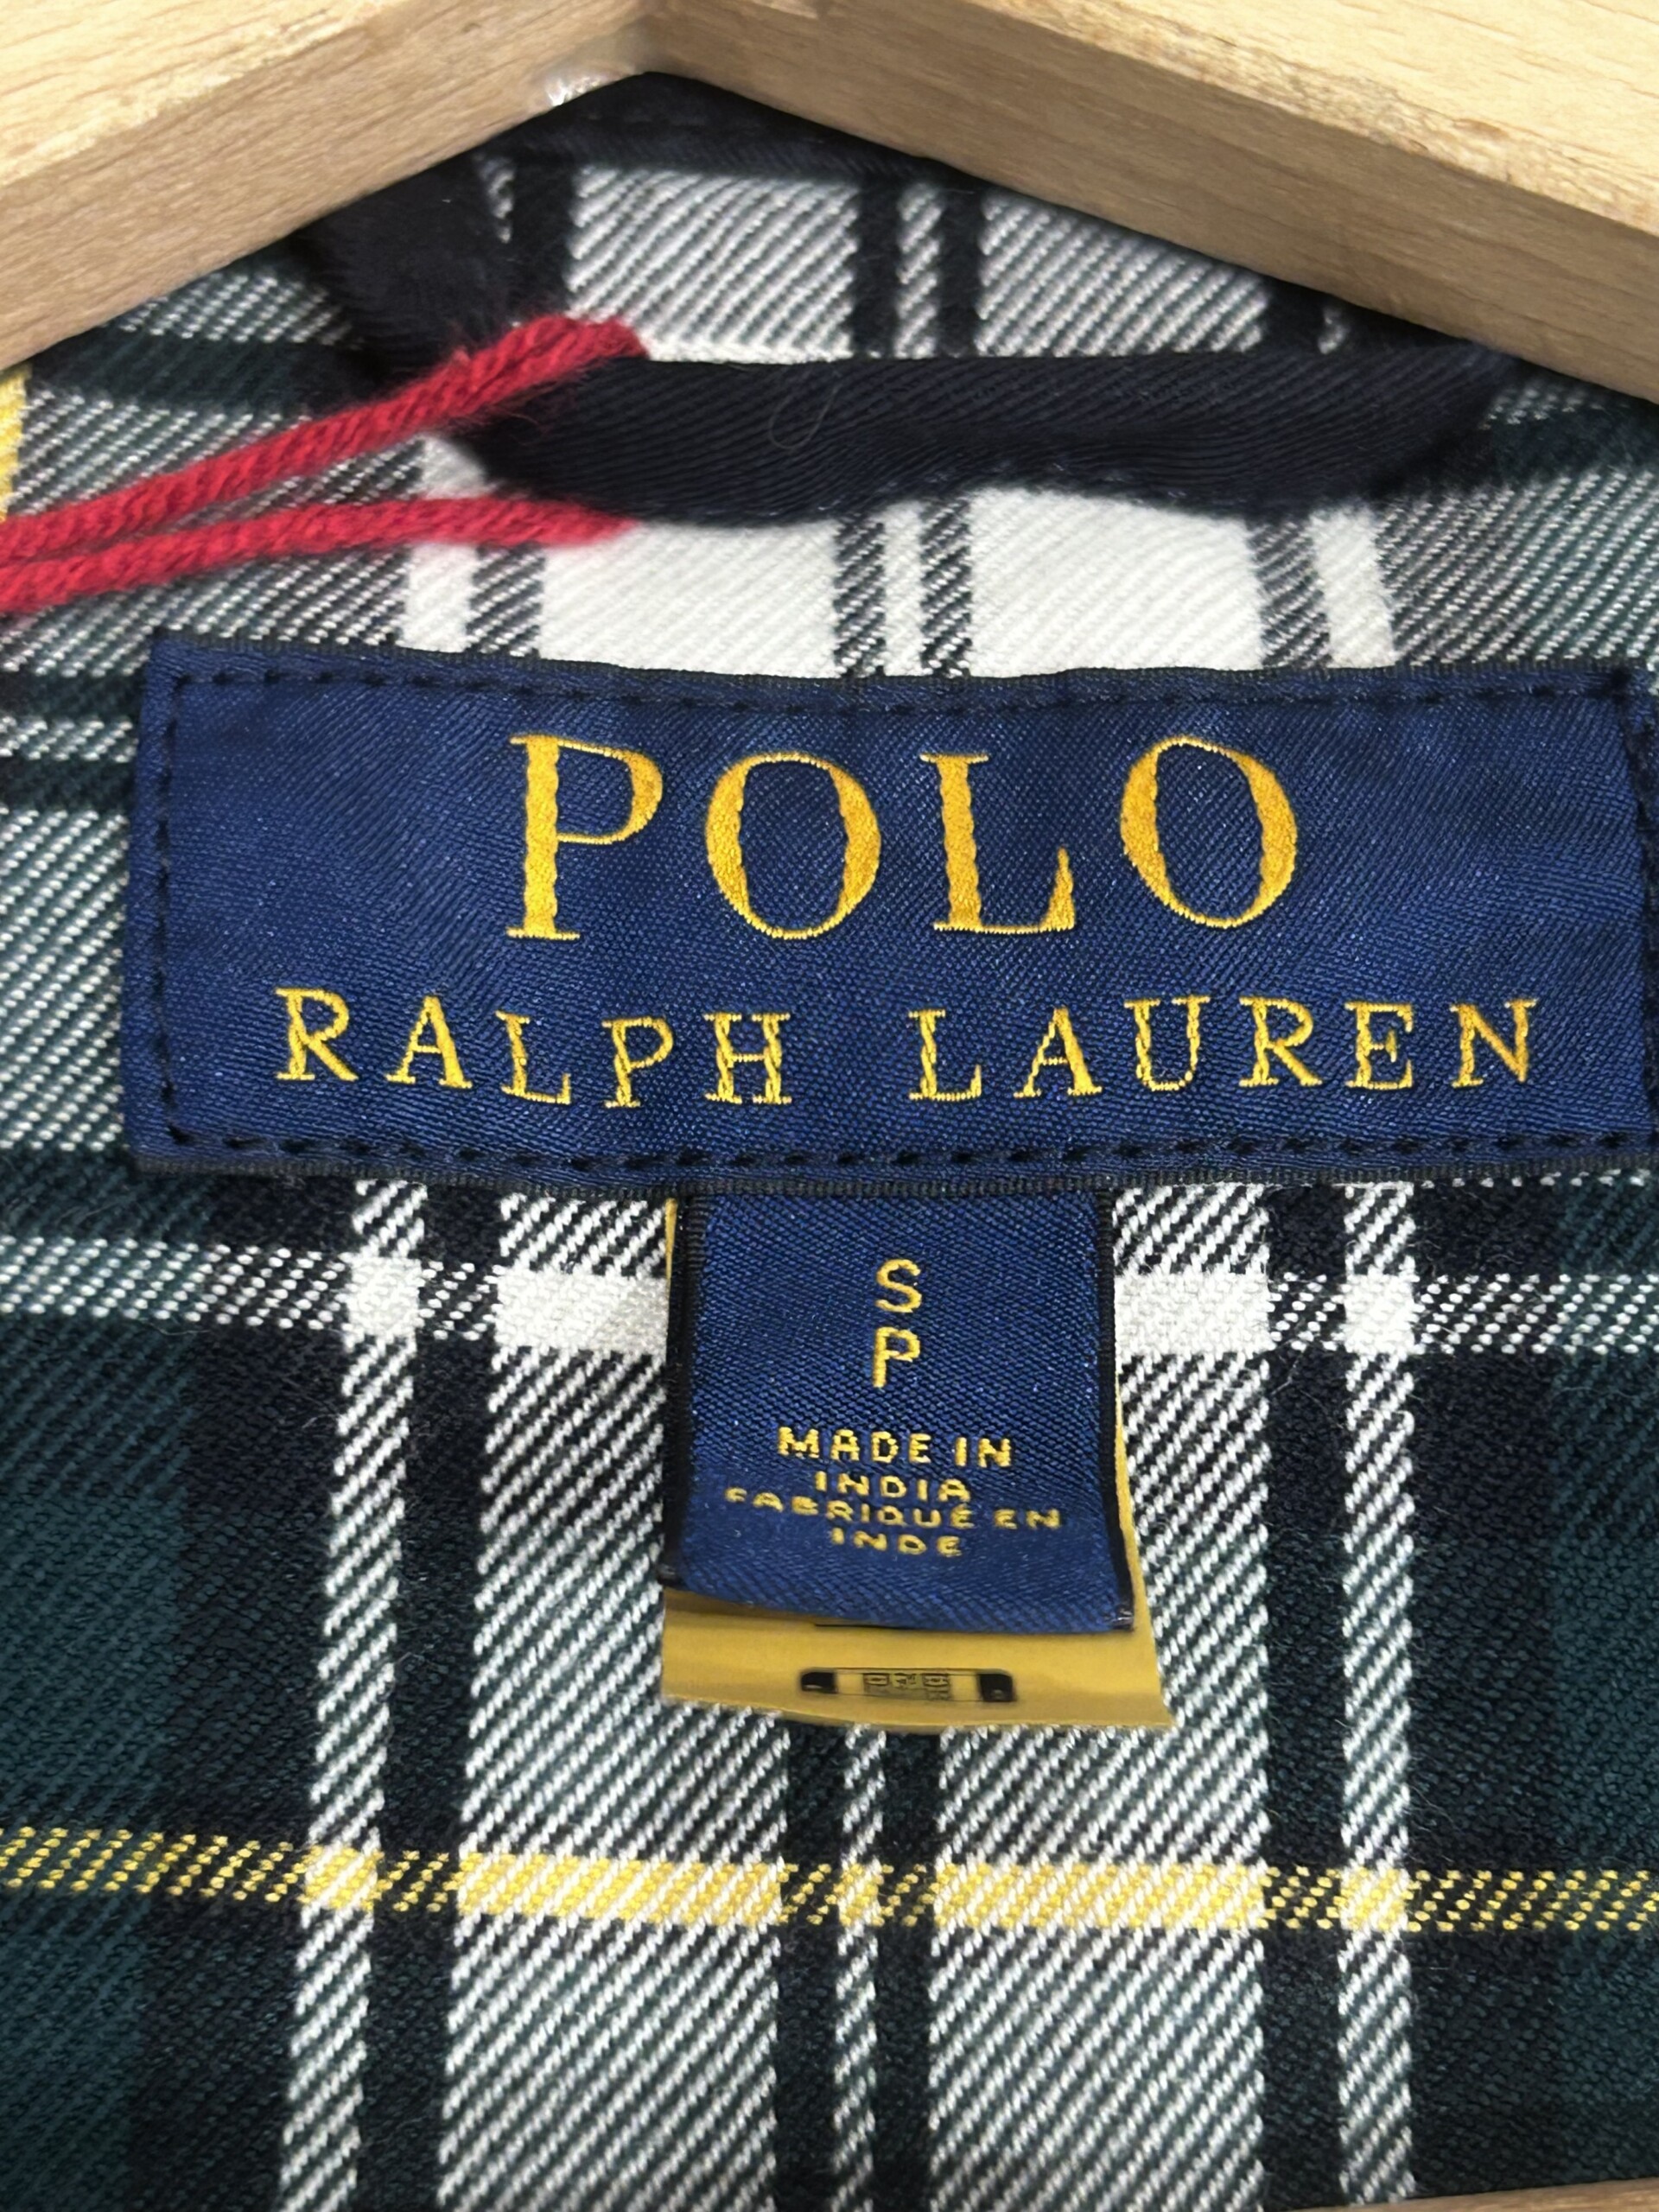 POLO
RALPH LAUREN
S
P
MADE IN
INDIA
FABRIQUÉ EN
INDE